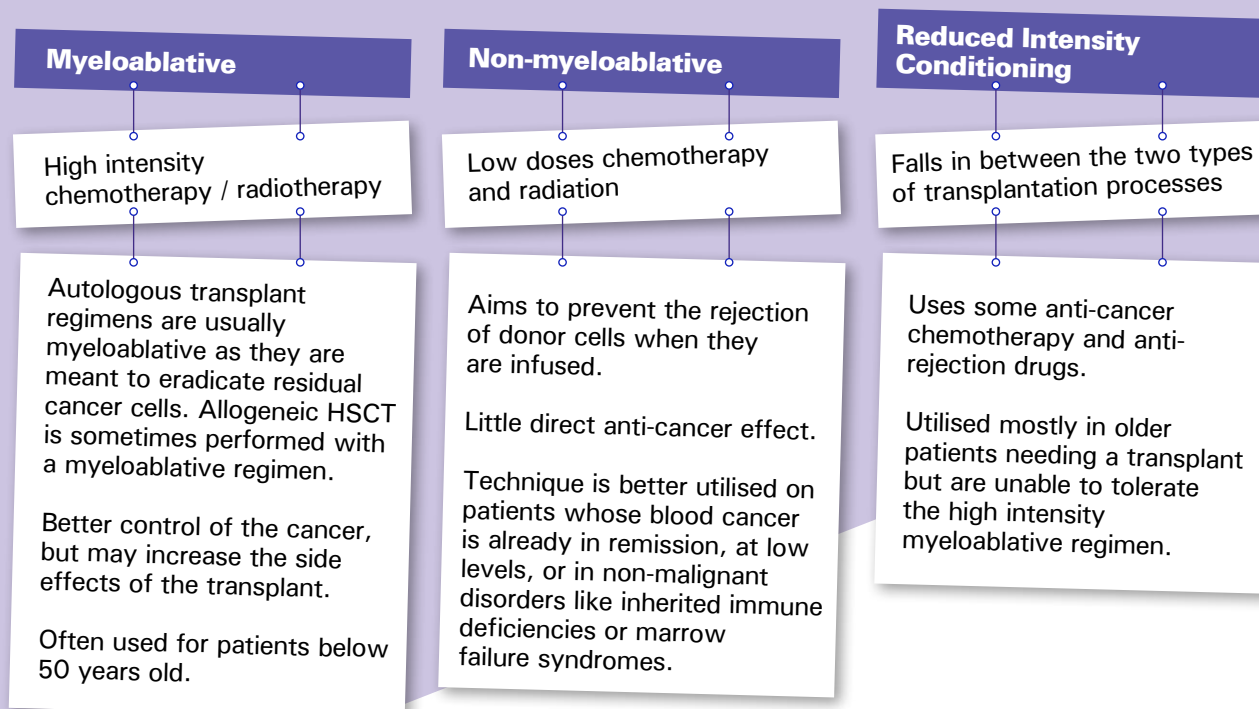 Myeloablative
High intensity
chemotherapy / radiotherapy
Autologous transplant
regimens are usually
myeloablative as they are
meant to eradicate residual
cancer cells. Allogeneic HSCT
is sometimes performed with
a myeloablative regimen.
Better control of the cancer,
but may increase the side
effects of the transplant.
Often used for patients below
50 years old.
Non-myeloablative
Low doses chemotherapy
and radiation
Aims to prevent the rejection
of donor cells when they
are infused.
Little direct anti-cancer effect.
Technique is better utilised on
patients whose blood cancer
is already in remission, at low
levels, or in non-malignant
disorders like inherited immune
deficiencies or marrow
failure syndromes.
Reduced Intensity
Conditioning
Falls in between the two types
of transplantation processes
Uses some anti-cancer
chemotherapy and anti-
rejection drugs.
Utilised mostly in older
patients needing a transplant
but are unable to tolerate
the high intensity
myeloablative regimen.